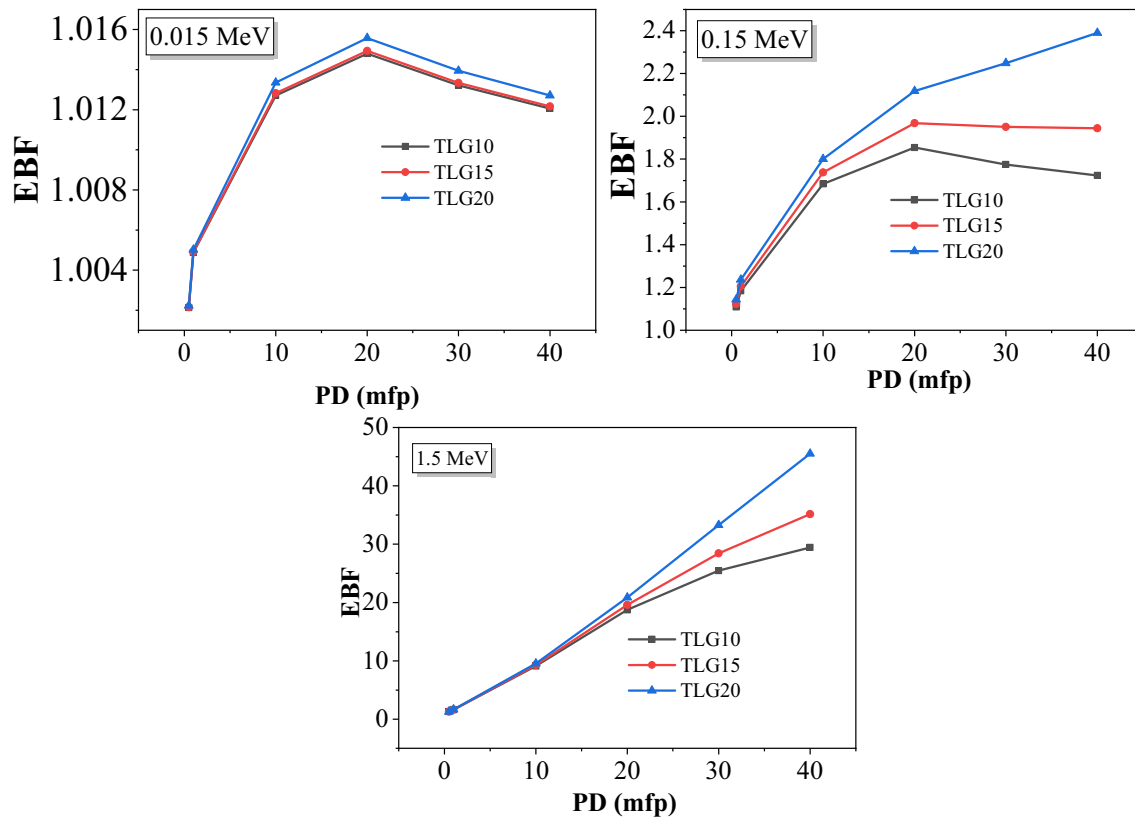 0.015 MeV
EBF
1.016
1.012
1.008
1.004
TLG10
TLG15
TLG20
0 10 20 30 40
PD (mfp)
0.15 MeV
EBF
2.4
2.2
2.0
1.8
1.6
1.4
1.2
1.0
TLG10
TLG15
TLG20
0 10 20 30 40
PD (mfp)
1.5 MeV
EBF
50
40
30
20
10
0
TLG10
TLG15
TLG20
0 10 20 30 40
PD (mfp)